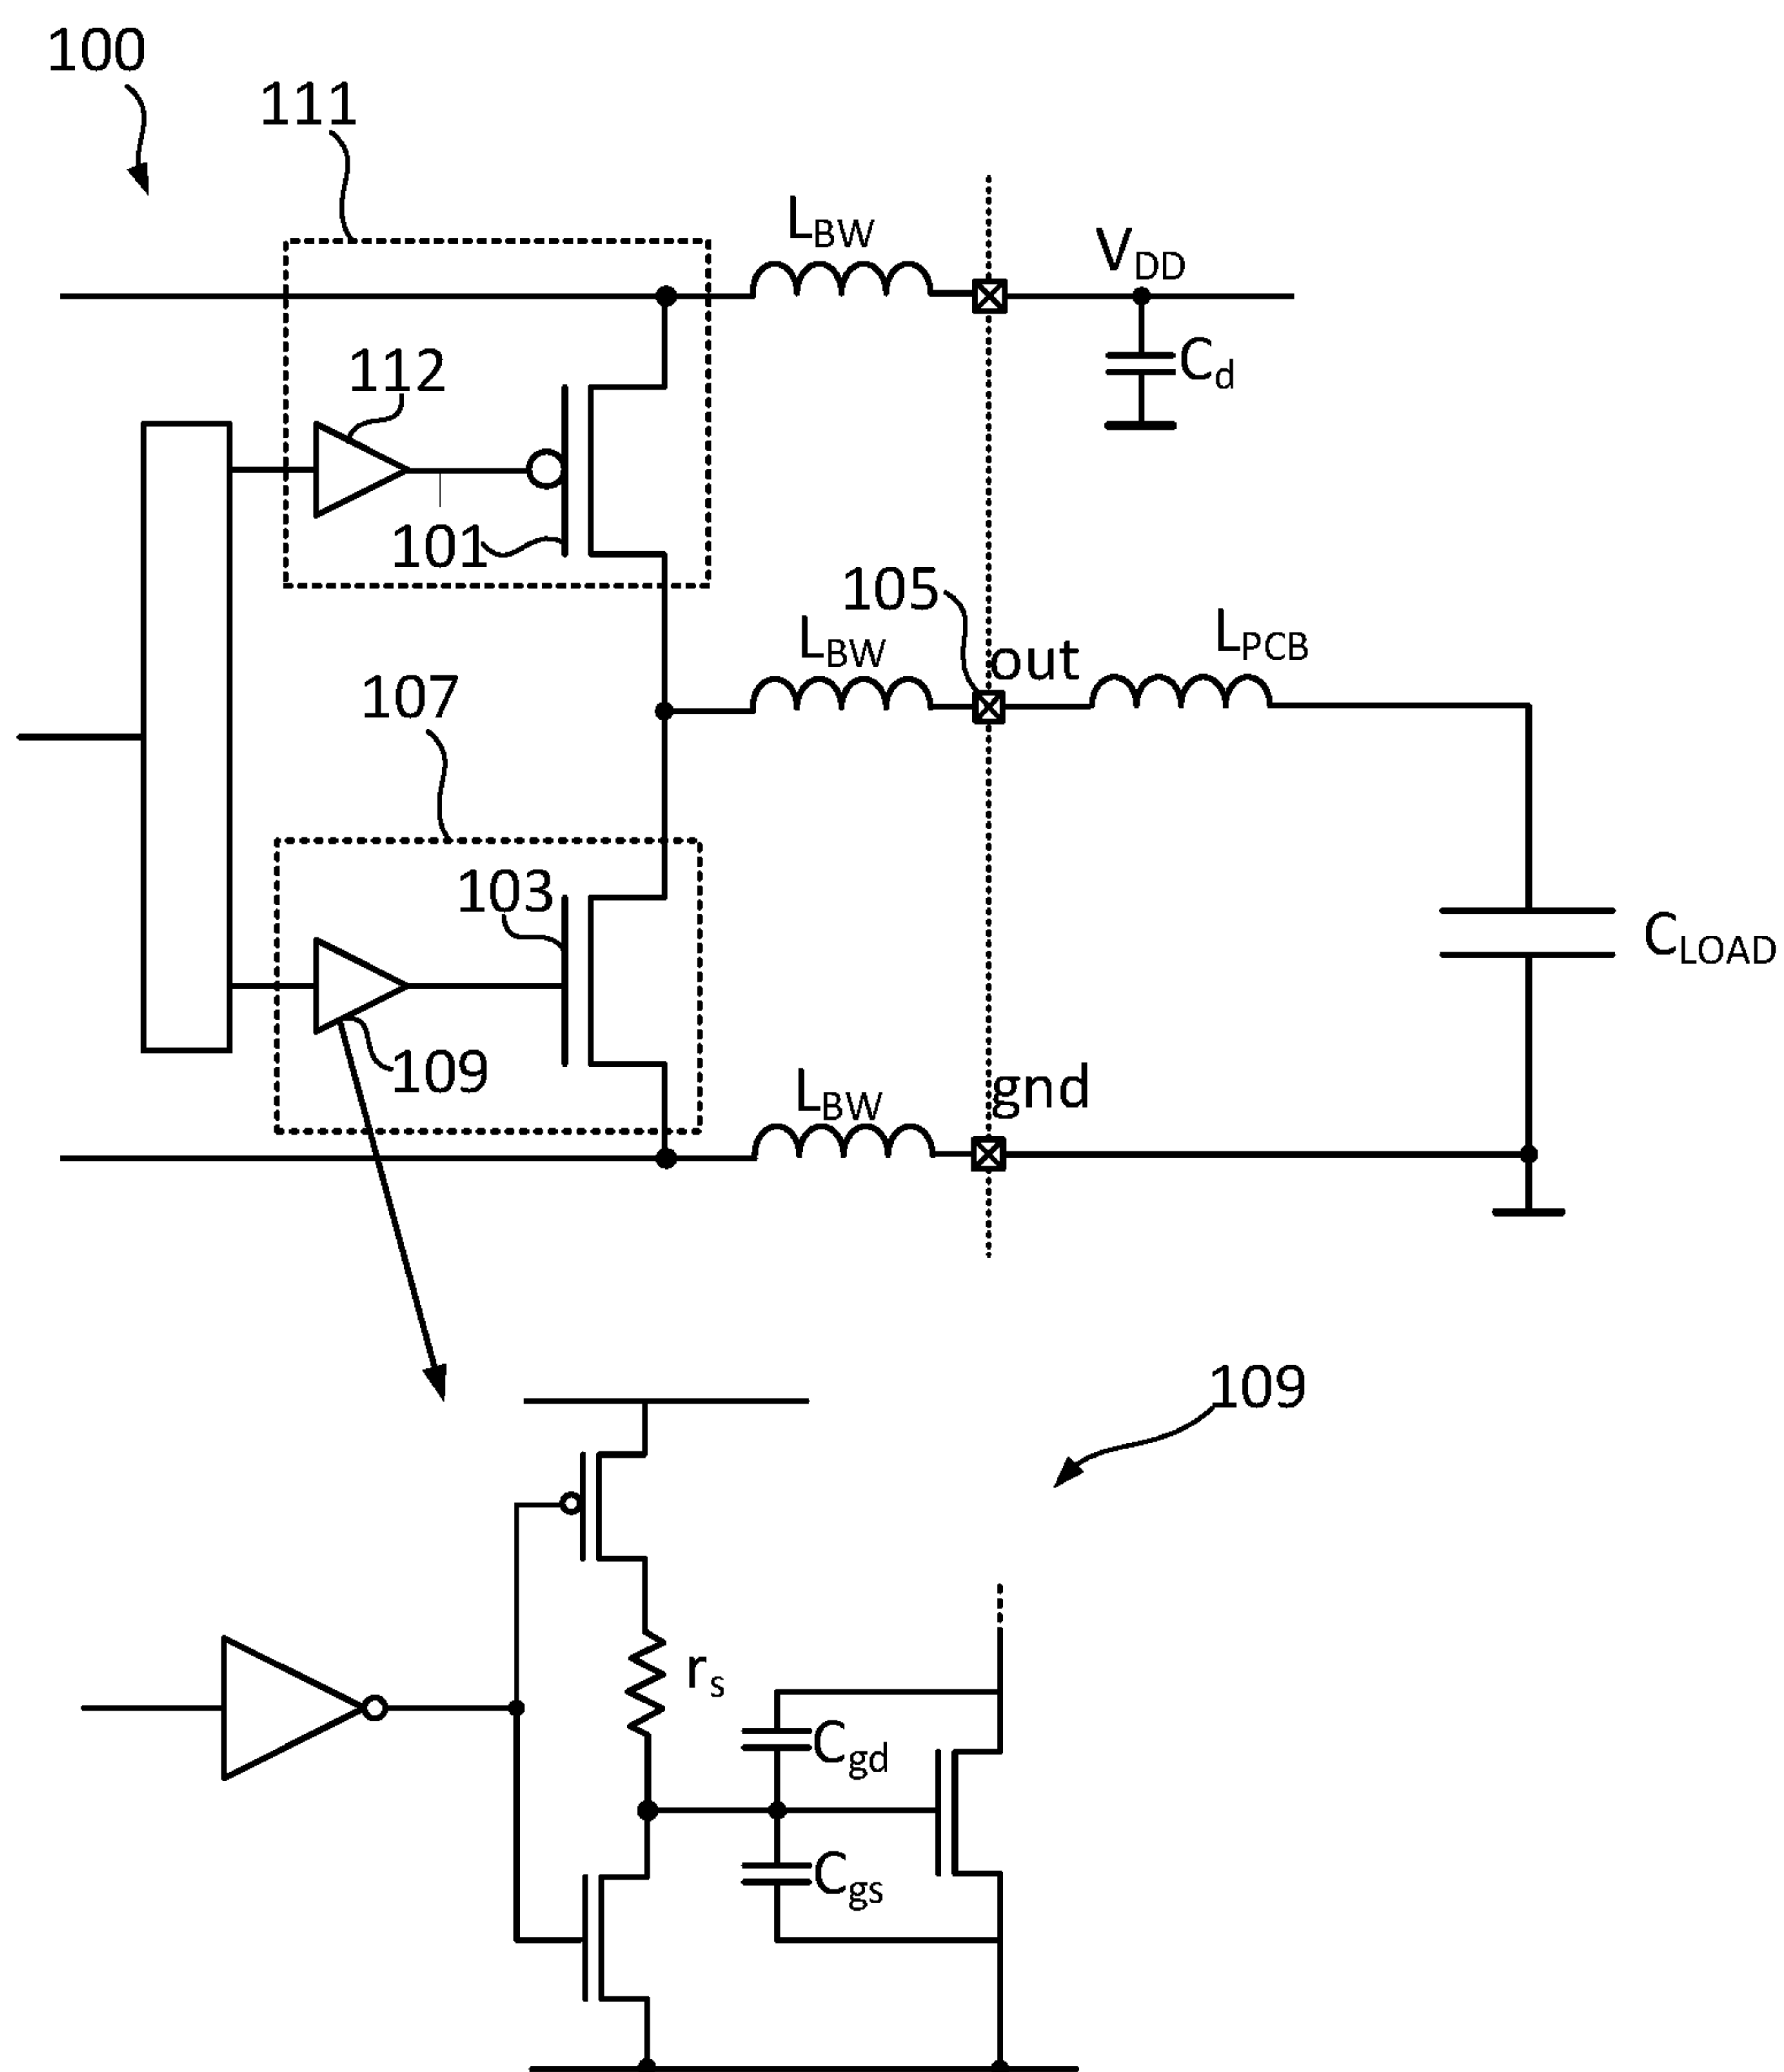 100
111
L_BW
V_DD
C_d
112
101
105
L_BW
out
L_PCB
107
103
C_LOAD
109
L_BW
gnd
109
r_s
C_gd
C_gs